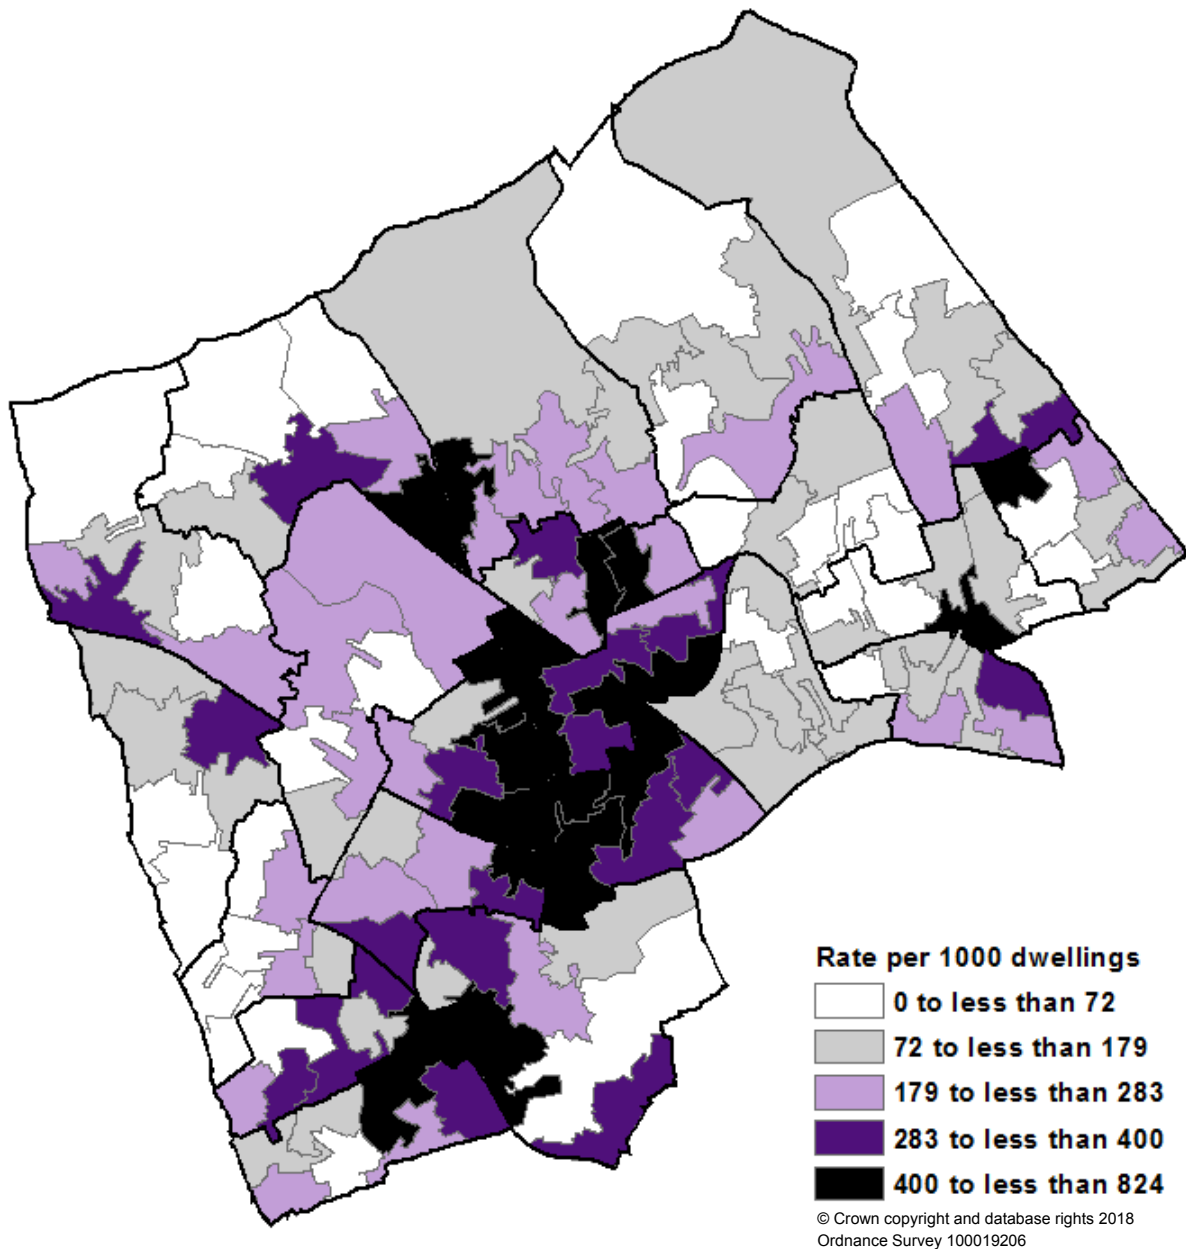 Rate per 1000 dwellings
0 to less than 72
72 to less than 179
179 to less than 283
283 to less than 400
400 to less than 824
© Crown copyright and database rights 2018
Ordnance Survey 100019206